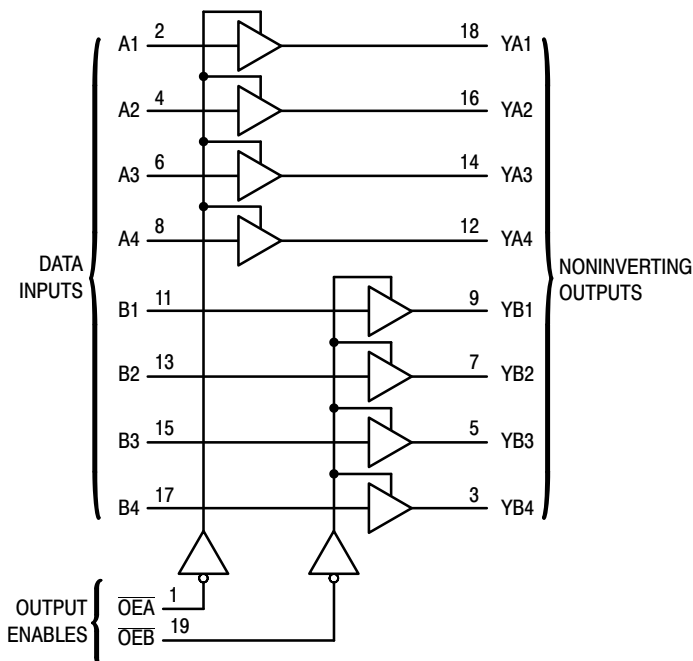 A1 2 18 YA1
A2 4 16 YA2
A3 6 14 YA3
A4 8 12 YA4
DATA
INPUTS
NONINVERTING
OUTPUTS
B1 11 9 YB1
B2 13 7 YB2
B3 15 5 YB3
B4 17 3 YB4
OUTPUT
ENABLES
O̅E̅A̅ 1
O̅E̅B̅ 19